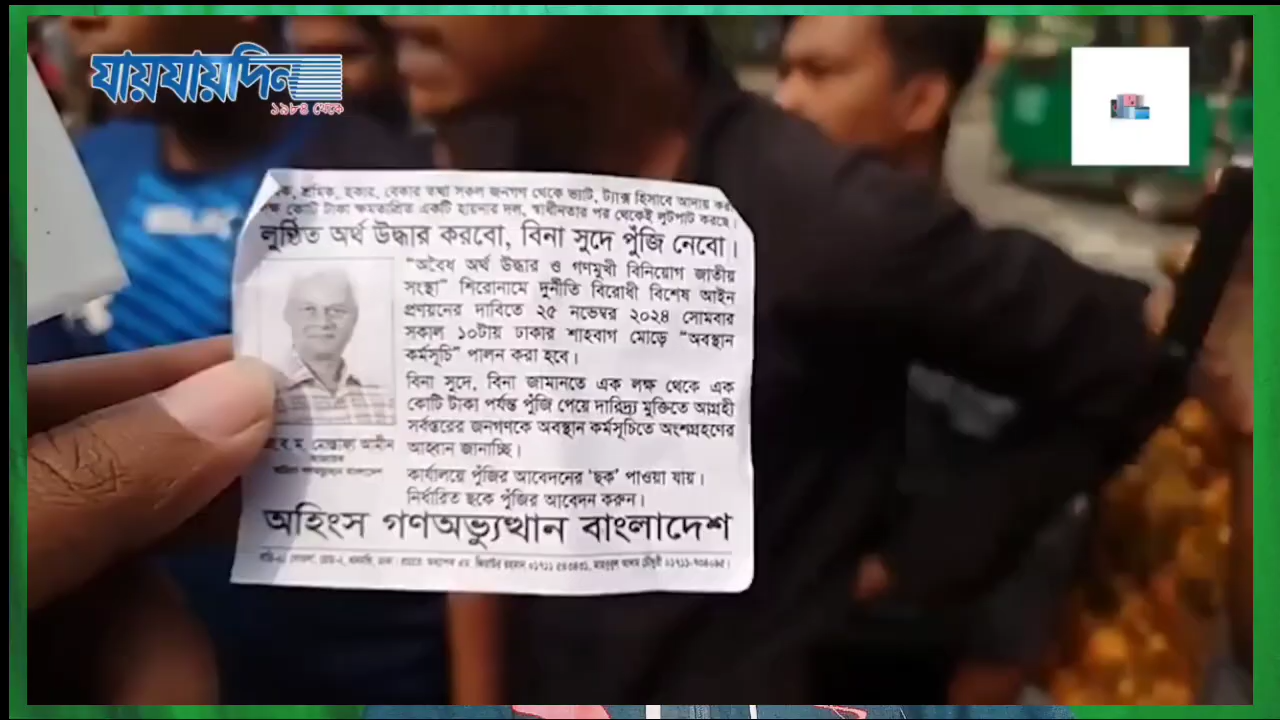 যায়যায়দিন
১৯৮৪ থেকে
শ্রমিক, হকার, বেকার তথা সকল জনগণ থেকে ভ্যাট, ট্যাক্স হিসাবে আদায় কর
লক্ষ কোটি টাকা ক্ষমতাশ্রিত একটি হায়নার দল, স্বাধীনতার পর থেকেই লুটপাট করছে।
লুণ্ঠিত অর্থ উদ্ধার করবো, বিনা সুদে পুঁজি নেবো।
“অবৈধ অর্থ উদ্ধার ও গণমুখী বিনিয়োগ জাতীয়
সংস্থা” শিরোনামে দুর্নীতি বিরোধী বিশেষ আইন
প্রণয়নের দাবিতে ২৫ নভেম্বর ২০২৪ সোমবার
সকাল ১০টায় ঢাকার শাহবাগ মোড়ে “অবস্থান
কর্মসূচি” পালন করা হবে।
বিনা সুদে, বিনা জামানতে এক লক্ষ থেকে এক
কোটি টাকা পর্যন্ত পুঁজি পেয়ে দারিদ্র্য মুক্তিতে আগ্রহী
সর্বস্তরের জনগণকে অবস্থান কর্মসূচিতে অংশগ্রহণের
আহ্বান জানাচ্ছি।
ম. মোস্তফা আমীন
কার্যালয়ে পুঁজির আবেদনের ‘ছক’ পাওয়া যায়।
নির্ধারিত ছকে পুঁজির আবেদন করুন।
অহিংস গণঅভ্যুত্থান বাংলাদেশ